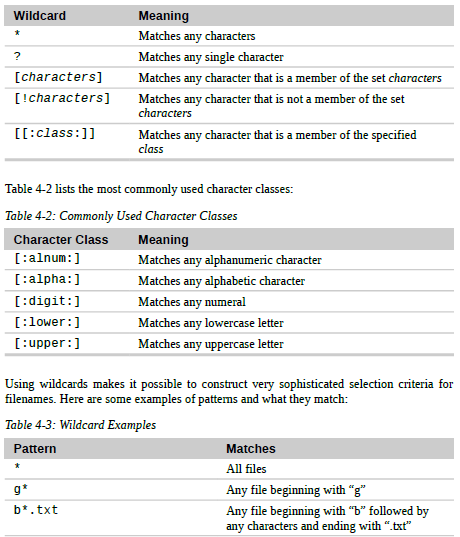 Wildcard Meaning
* Matches any characters
? Matches any single character
[characters] Matches any character that is a member of the set characters
[!characters] Matches any character that is not a member of the set
characters
[[:class:]] Matches any character that is a member of the specified
class
Table 4-2 lists the most commonly used character classes:
Table 4-2: Commonly Used Character Classes
Character Class Meaning
[:alnum:] Matches any alphanumeric character
[:alpha:] Matches any alphabetic character
[:digit:] Matches any numeral
[:lower:] Matches any lowercase letter
[:upper:] Matches any uppercase letter
Using wildcards makes it possible to construct very sophisticated selection criteria for
filenames. Here are some examples of patterns and what they match:
Table 4-3: Wildcard Examples
Pattern Matches
* All files
g* Any file beginning with “g”
b*.txt Any file beginning with “b” followed by
any characters and ending with “.txt”